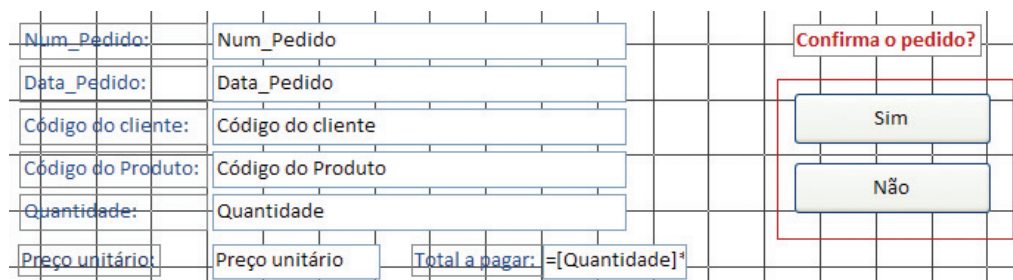 Num_Pedido: Num_Pedido Confirma o pedido?
Data_Pedido: Data_Pedido
Código do cliente: Código do cliente Sim
Código do Produto: Código do Produto Não
Quantidade: Quantidade
Preço unitário: Preço unitário Total a pagar: =[Quantidade]*